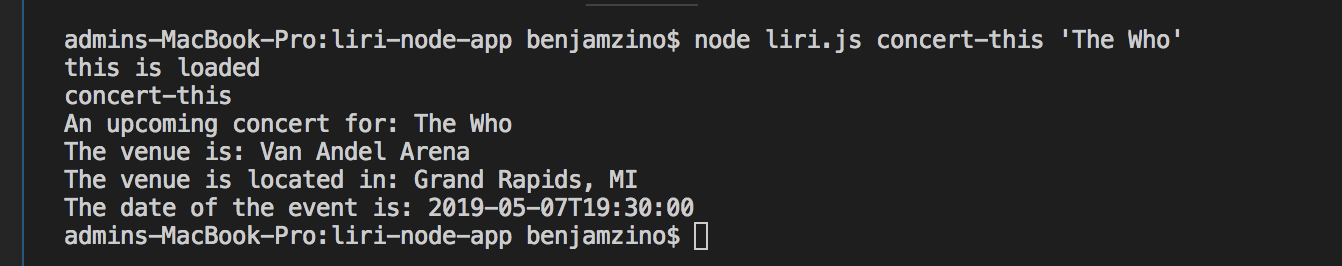 admins-MacBook-Pro:liri-node-app benjamzino$ node liri.js concert-this 'The Who'
this is loaded
concert-this
An upcoming concert for: The Who
The venue is: Van Andel Arena
The venue is located in: Grand Rapids, MI
The date of the event is: 2019-05-07T19:30:00
admins-MacBook-Pro:liri-node-app benjamzino$